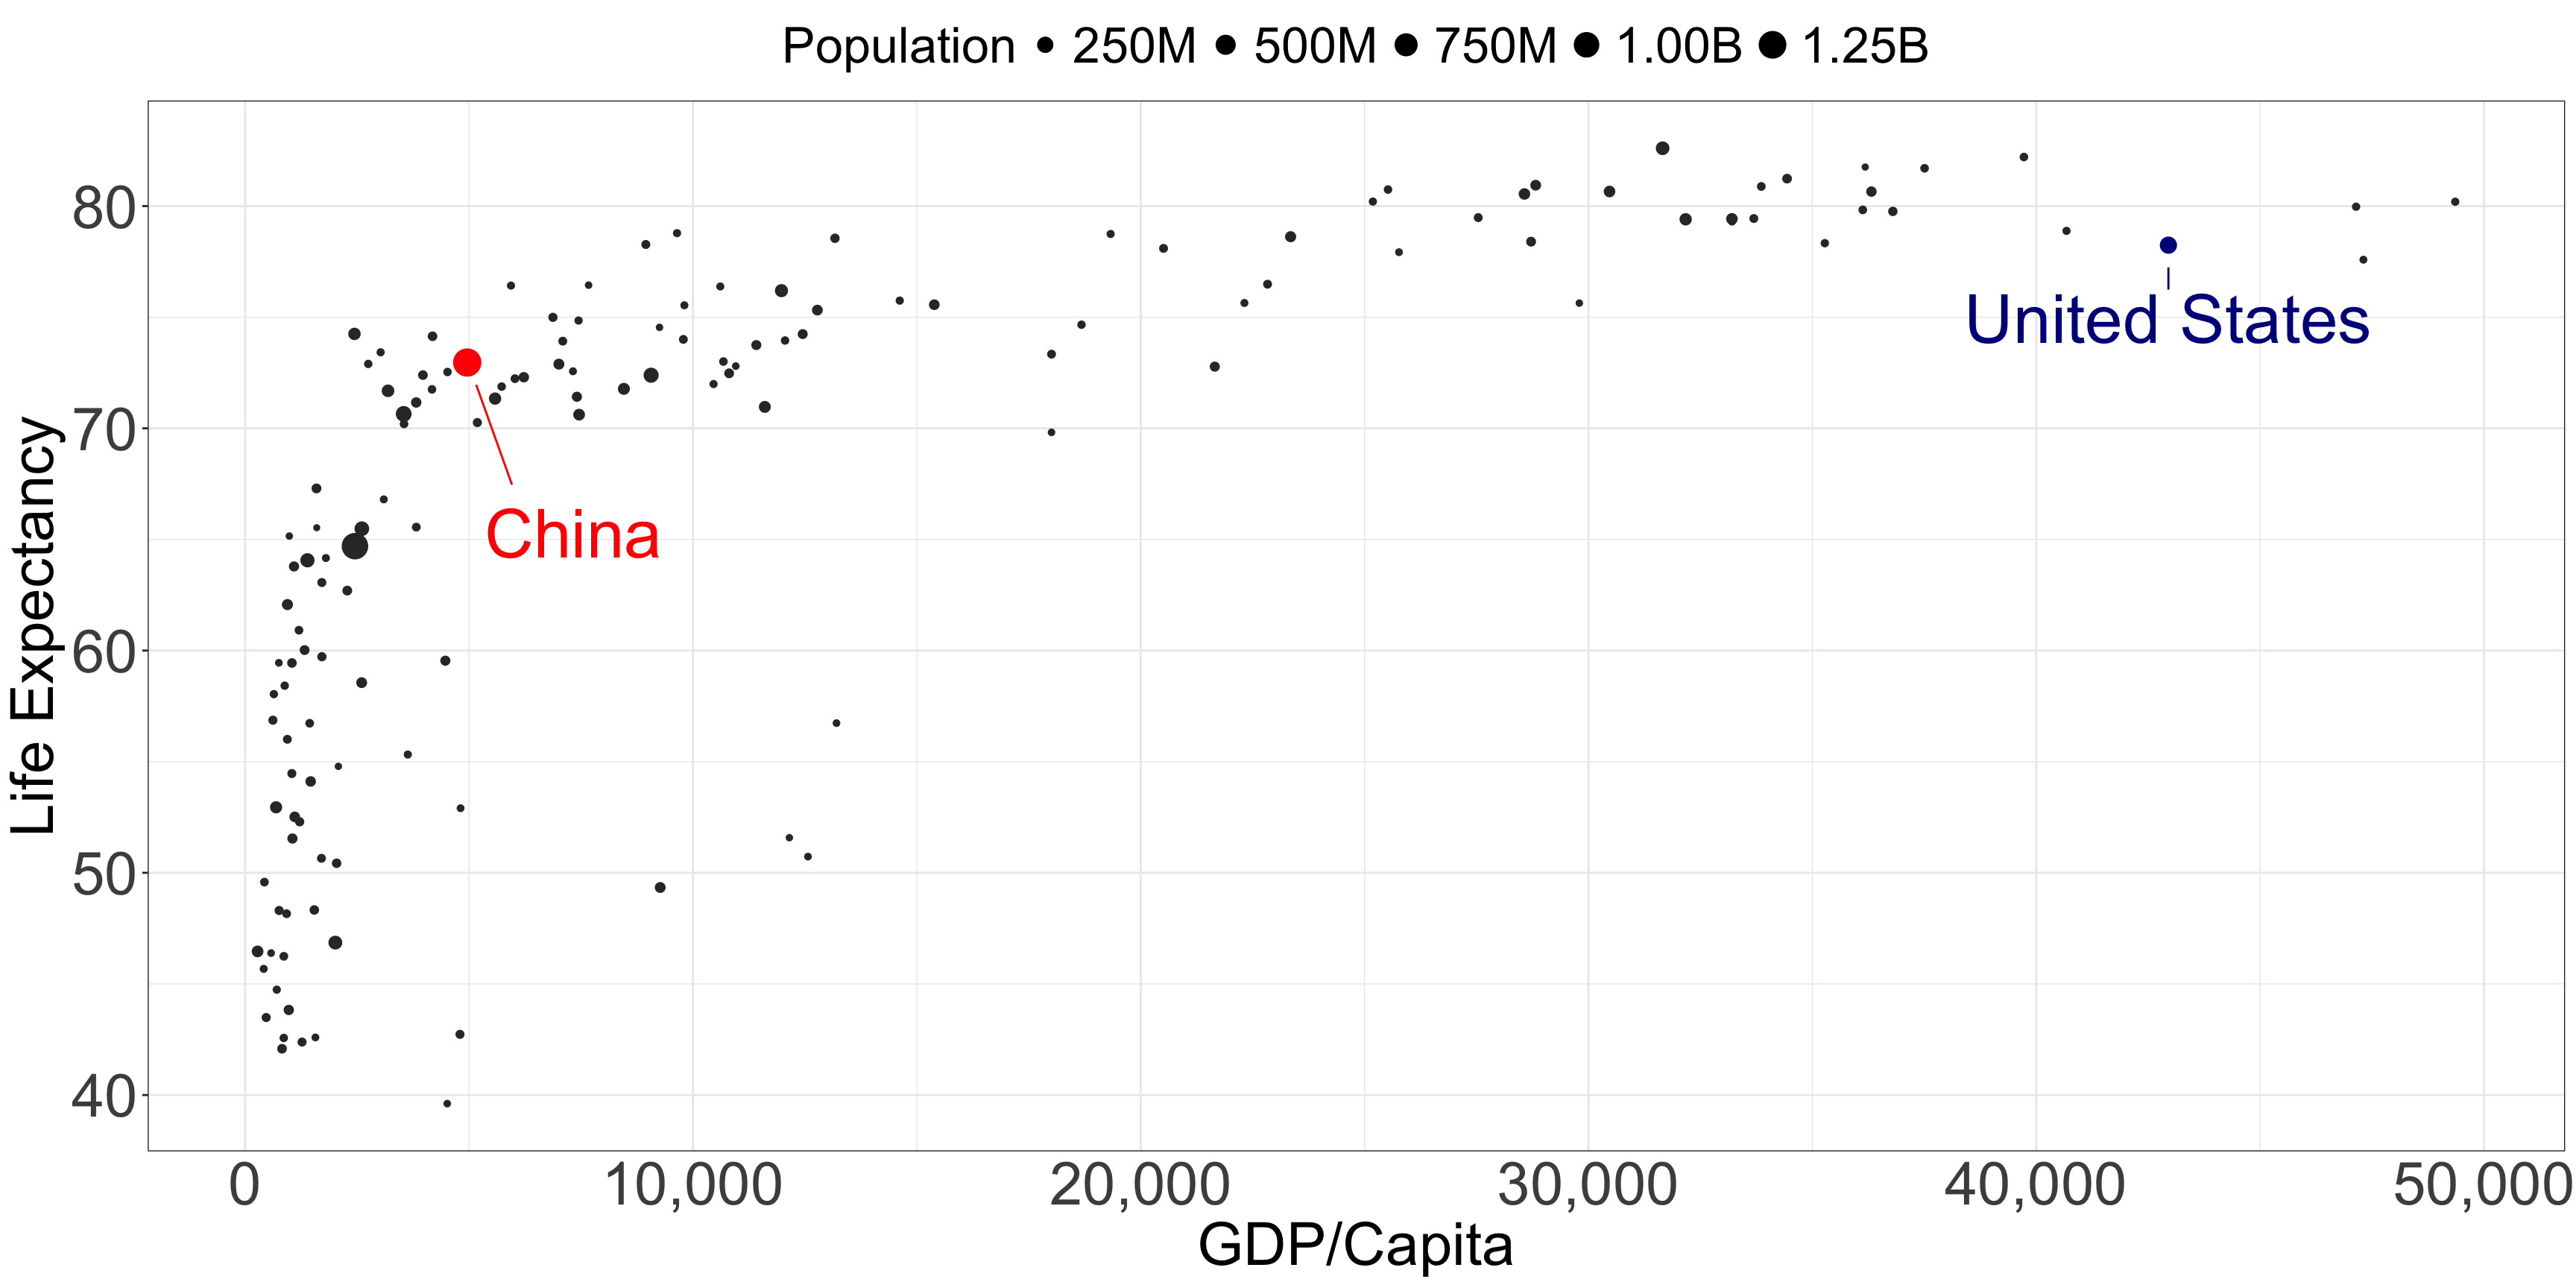 Population 250M 500M 750M 1.00B 1.25B
Life Expectancy
80
70
60
50
40
United States
China
0 10,000 20,000 30,000 40,000 50,000
GDP/Capita